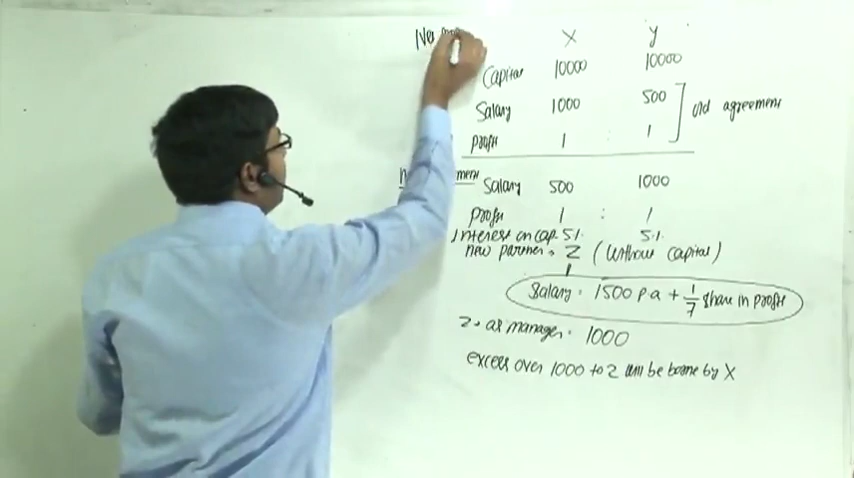 X Y
Capital 10000 10000
Salary 1000 500
Profit 1 : 1
old agreement
Salary 500 1000
Profit 1 : 1
Interest on cap. 5%. 5%.
new partner, Z (without capital)
Salary = 1500 p a + 1/7 share in profit
Z, as manager = 1000
excess over 1000 to Z will be borne by X